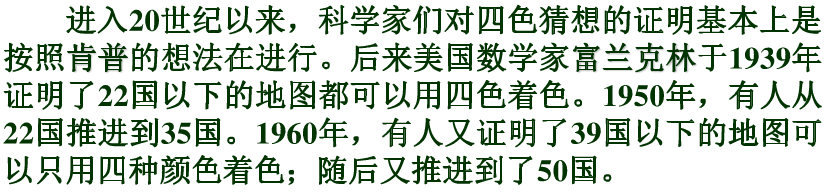 进入20世纪以来，科学家们对四色猜想的证明基本上是
按照肯普的想法在进行。后来美国数学家富兰克林于1939年
证明了22国以下的地图都可以用四色着色。1950年，有人从
22国推进到35国。1960年，有人又证明了39国以下的地图可
以只用四种颜色着色；随后又推进到了50国。